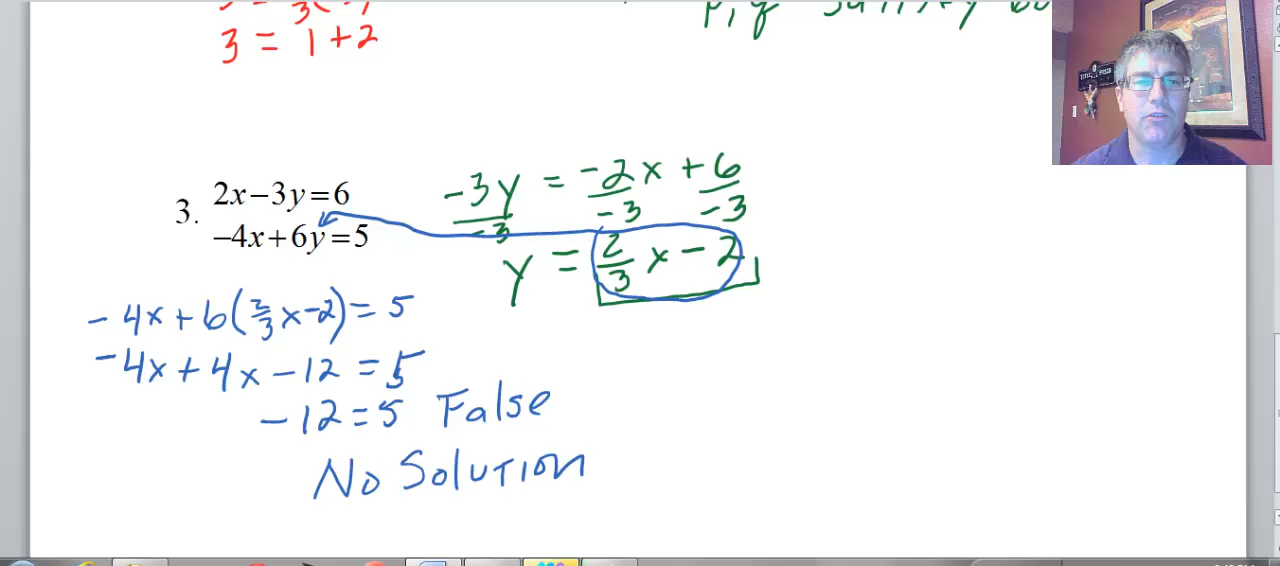 3 = 1 + 2
3.
2x − 3y = 6
−4x + 6y = 5
-3y = -2x + 6
-3 -3 -3
y = 2/3 x - 2
- 4x + 6(2/3 x - 2) = 5
-4x + 4x - 12 = 5
-12 = 5 False
No Solution